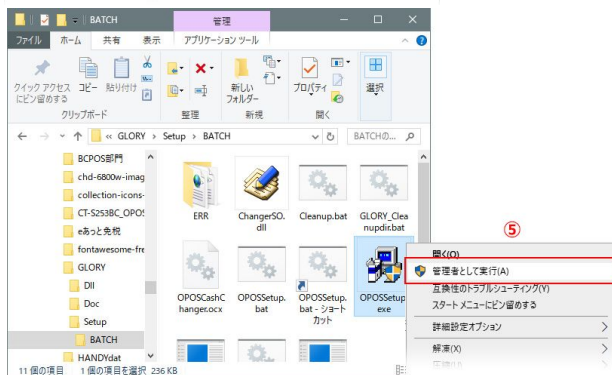 BATCH
管理
ファイル ホーム 共有 表示 アプリケーション ツール
クイック アクセス
にピン留めする
コピー
貼り付け
新しい
フォルダー
プロパティ
選択
クリップボード
整理
新規
開く
« GLORY › Setup › BATCH
BATCHの...
BCPOS部門
chd-6800w-imag
collection-icons-
CT-S253BC_OPOS
eあっと免税
fontawesome-fre
GLORY
Dll
Doc
Setup
BATCH
HANDYdat
ERR
ChangerSO.
dll
Cleanup.bat
GLORY_Clea
nupdir.bat
OPOSCashC
hanger.ocx
OPOSSetup.
bat
OPOSSetup.
bat - ショート
カット
OPOSSetup
exe
11 個の項目 1 個の項目を選択 236 KB
⑤
開く(O)
管理者として実行(A)
互換性のトラブルシューティング(Y)
スタート メニューにピン留めする
詳細設定オプション
解凍(X)
圧縮(U)